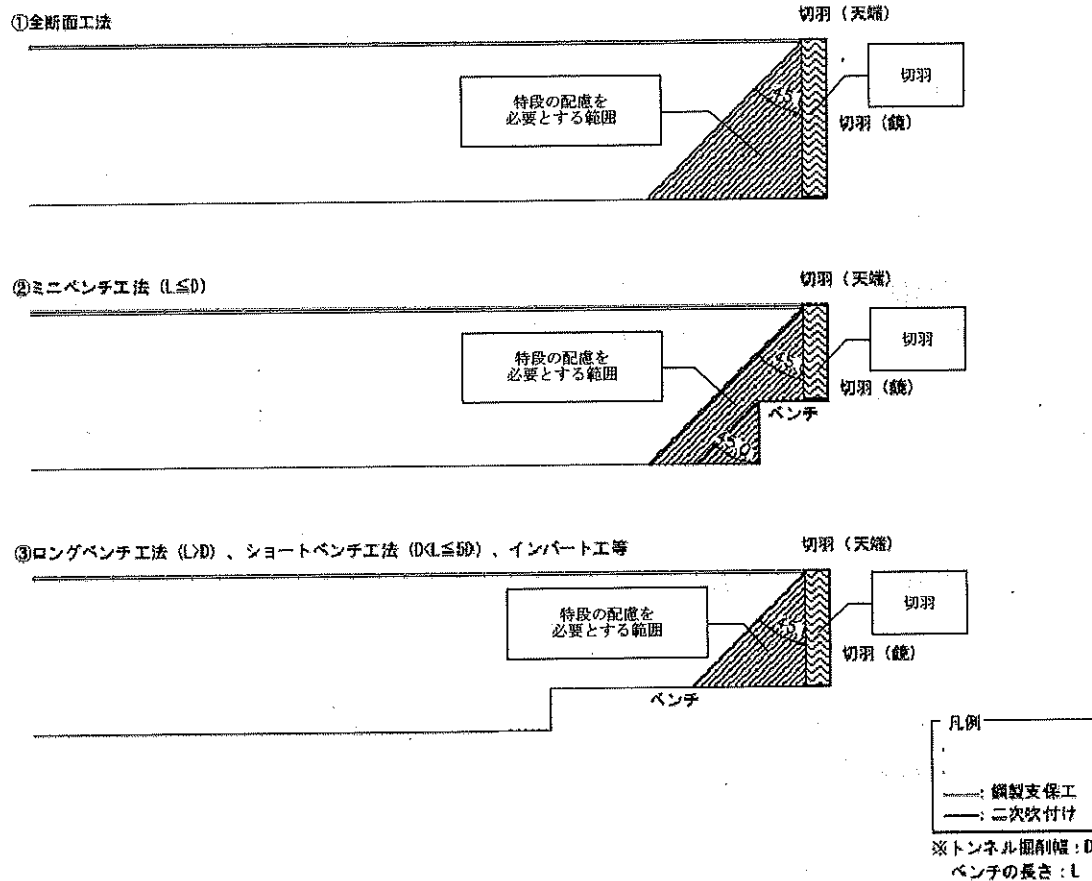 ①全断面工法
切羽（天端）
特段の配慮を
必要とする範囲
45°
切羽
切羽（鏡）
②ミニベンチ工法（L≦D）
切羽（天端）
特段の配慮を
必要とする範囲
45°
切羽
切羽（鏡）
ベンチ
45°
③ロングベンチ工法（L>D）、ショートベンチ工法（D<L≦5D）、インバート工等
切羽（天端）
特段の配慮を
必要とする範囲
45°
切羽
切羽（鏡）
ベンチ
凡例
：鋼製支保工
：二次吹付け
※トンネル掘削幅：D
ベンチの長さ：L